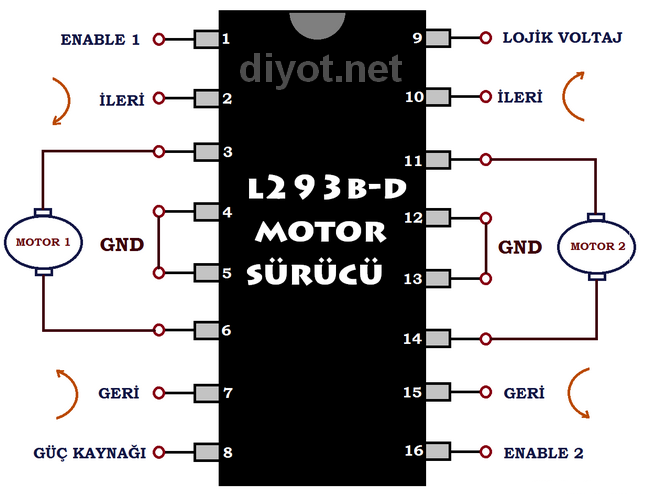 diyot.net
L293B-D
MOTOR
SÜRÜCÜ
ENABLE 1 1
İLERİ 2
3
MOTOR 1
GND 4
5
6
GERİ 7
GÜÇ KAYNAĞI 8
9 LOJİK VOLTAJ
10 İLERİ
11
12 GND
MOTOR 2
13
14
15 GERİ
16 ENABLE 2